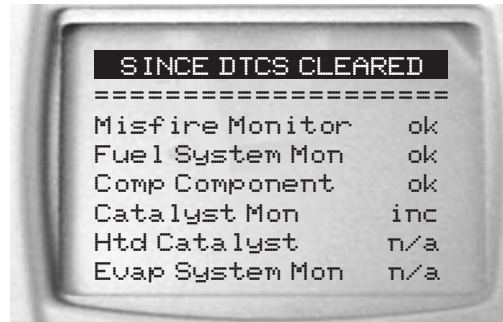 SINCE DTCS CLEARED
=====================
Misfire Monitor ok
Fuel System Mon ok
Comp Component ok
Catalyst Mon inc
Htd Catalyst n/a
Evap System Mon n/a